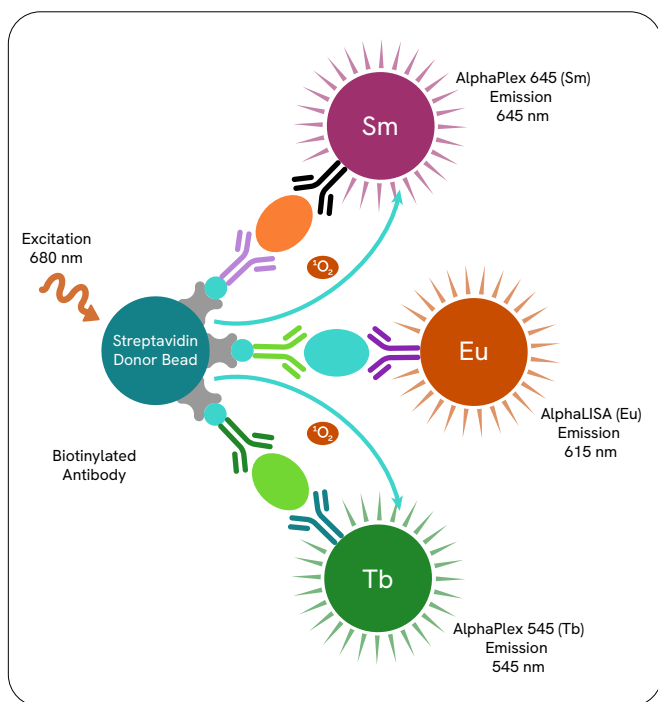 AlphaPlex 645 (Sm)
Emission
645 nm
Sm
Excitation
680 nm
¹O₂
Streptavidin
Donor Bead
Eu
AlphaLISA (Eu)
Emission
615 nm
¹O₂
Biotinylated
Antibody
Tb
AlphaPlex 545 (Tb)
Emission
545 nm